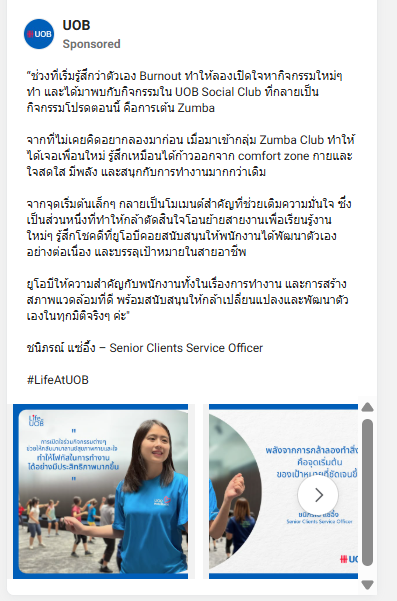 UOB
UOB
Sponsored
"ช่วงที่เริ่มรู้สึกว่าตัวเอง Burnout ทำให้ลองเปิดใจหากิจกรรมใหม่ๆ
ทำ และได้มาพบกับกิจกรรมใน UOB Social Club ที่กลายเป็น
กิจกรรมโปรดตอนนี้ คือการเต้น Zumba
จากที่ไม่เคยคิดอยากลองมาก่อน เมื่อมาเข้ากลุ่ม Zumba Club ทำให้
ได้เจอเพื่อนใหม่ รู้สึกเหมือนได้ก้าวออกจาก comfort zone กายและ
ใจสดใส มีพลัง และสนุกกับการทำงานมากกว่าเดิม
จากจุดเริ่มต้นเล็กๆ กลายเป็นโมเมนต์สำคัญที่ช่วยเติมความมั่นใจ ซึ่ง
เป็นส่วนหนึ่งที่ทำให้กล้าตัดสินใจโอนย้ายสายงานเพื่อเรียนรู้งาน
ใหม่ๆ รู้สึกโชคดีที่ยูโอบีคอยสนับสนุนให้พนักงานได้พัฒนาตัวเอง
อย่างต่อเนื่อง และบรรลุเป้าหมายในสายอาชีพ
ยูโอบีให้ความสำคัญกับพนักงานทั้งในเรื่องการทำงาน และการสร้าง
สภาพแวดล้อมที่ดี พร้อมสนับสนุนให้กล้าเปลี่ยนแปลงและพัฒนาตัว
เองในทุกมิติจริงๆ ค่ะ"
ชนิภรณ์ แซ่อึ้ง – Senior Clients Service Officer
#LifeAtUOB
Life
UOB
"
การเปิดใจร่วมกิจกรรมต่างๆ
ช่วยให้กลับมาบาลานซ์สุขภาพกายและใจ
ทำให้โฟกัสในการทำงาน
ได้อย่างมีประสิทธิภาพมากขึ้น
"
พลังจากการกล้าลองทำสิ่
คือจุดเริ่มต้น
ของเป้าหมายที่ชัดเจนขึ้
Senior Clients Service Officer
UO